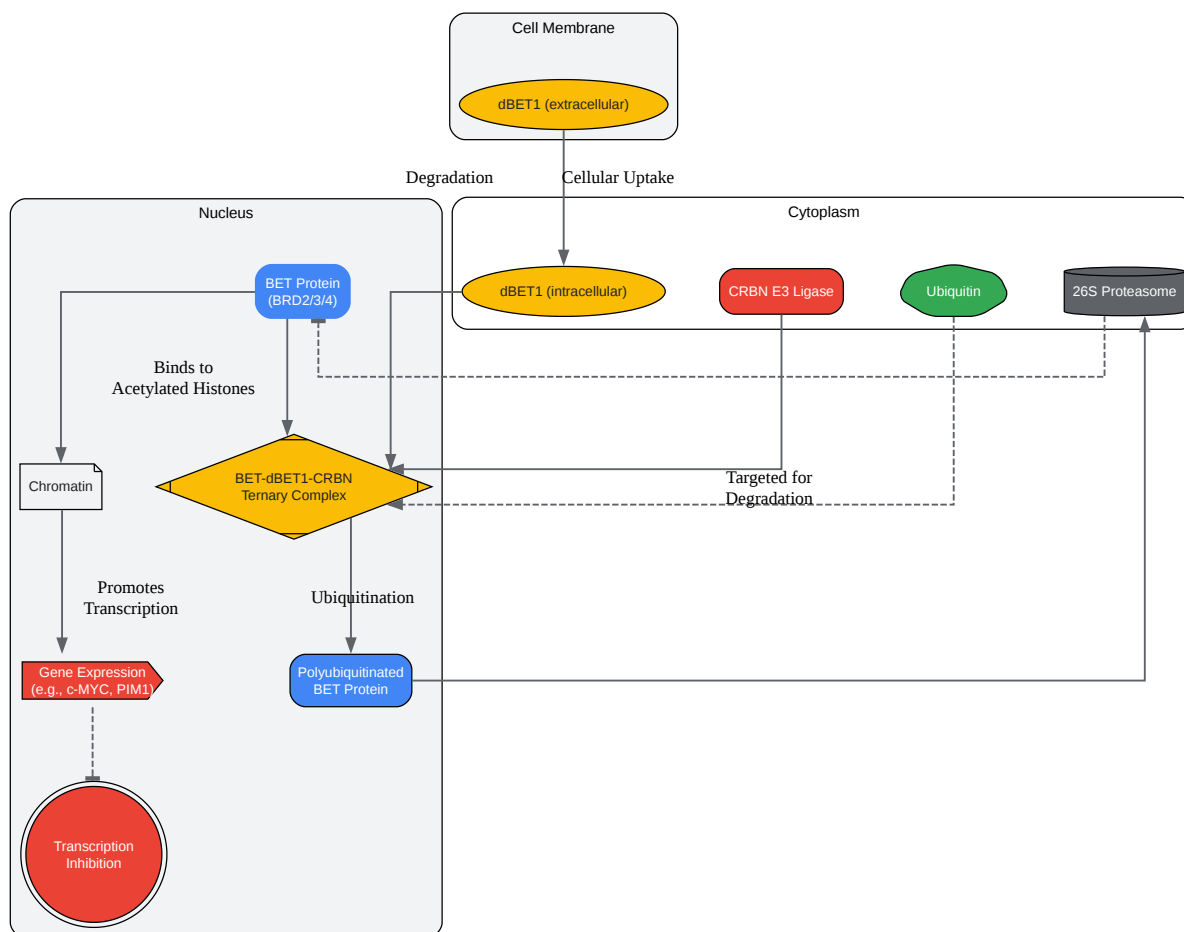 Cell Membrane
dBET1 (extracellular)
Degradation
Cellular Uptake
Nucleus
Cytoplasm
BET Protein
(BRD2/3/4)
dBET1 (intracellular)
CRBN E3 Ligase
Ubiquitin
26S Proteasome
Binds to
Acetylated Histones
Chromatin
BET-dBET1-CRBN
Ternary Complex
Targeted for
Degradation
Promotes
Transcription
Ubiquitination
Gene Expression
(e.g., c-MYC, PIM1)
Polyubiquitinated
BET Protein
Transcription
Inhibition